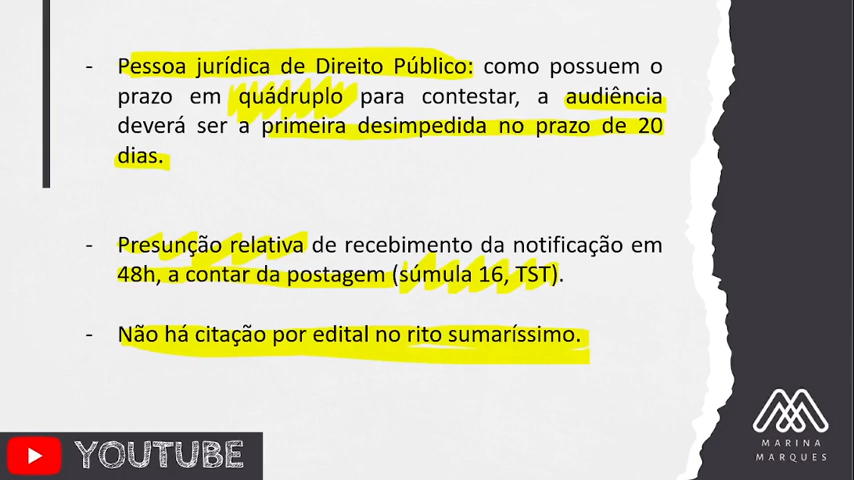 - Pessoa jurídica de Direito Público: como possuem o
prazo em quádruplo para contestar, a audiência
deverá ser a primeira desimpedida no prazo de 20
dias.
- Presunção relativa de recebimento da notificação em
48h, a contar da postagem (súmula 16, TST).
- Não há citação por edital no rito sumaríssimo.
YOUTUBE
MARINA
MARQUES